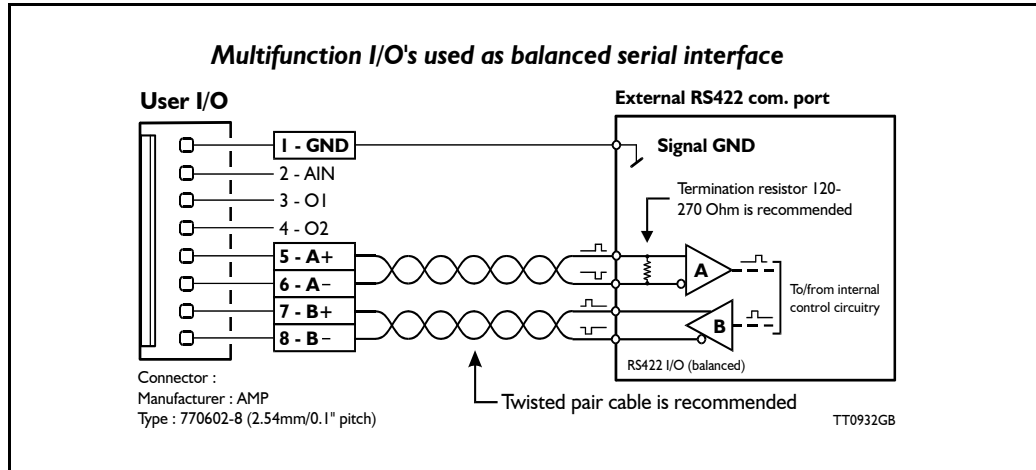 Multifunction I/O's used as balanced serial interface
User I/O
External RS422 com. port
1 - GND
2 - AIN
3 - O1
4 - O2
5 - A+
6 - A−
7 - B+
8 - B−
Signal GND
Termination resistor 120-
270 Ohm is recommended
A
B
To/from internal
control circuitry
RS422 I/O (balanced)
Connector :
Manufacturer : AMP
Type : 770602-8 (2.54mm/0.1" pitch)
Twisted pair cable is recommended
TT0932GB